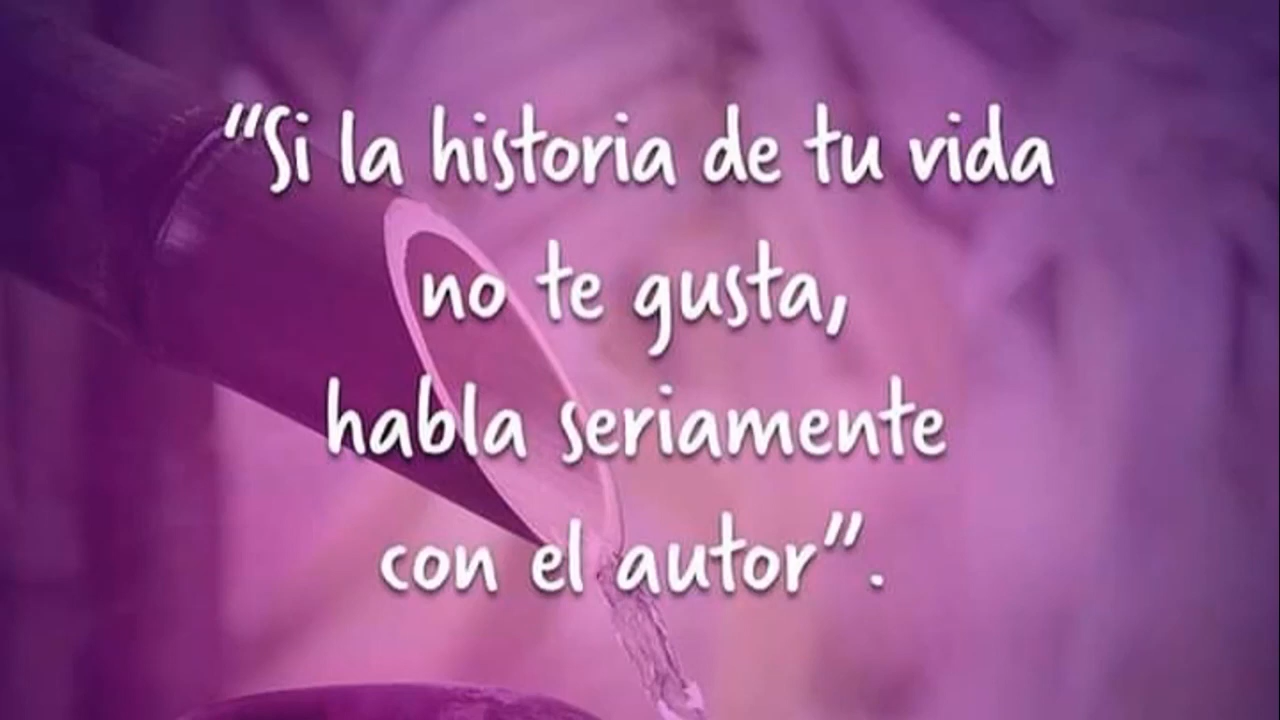 “Si la historia de tu vida
no te gusta,
habla seriamente
con el autor”.